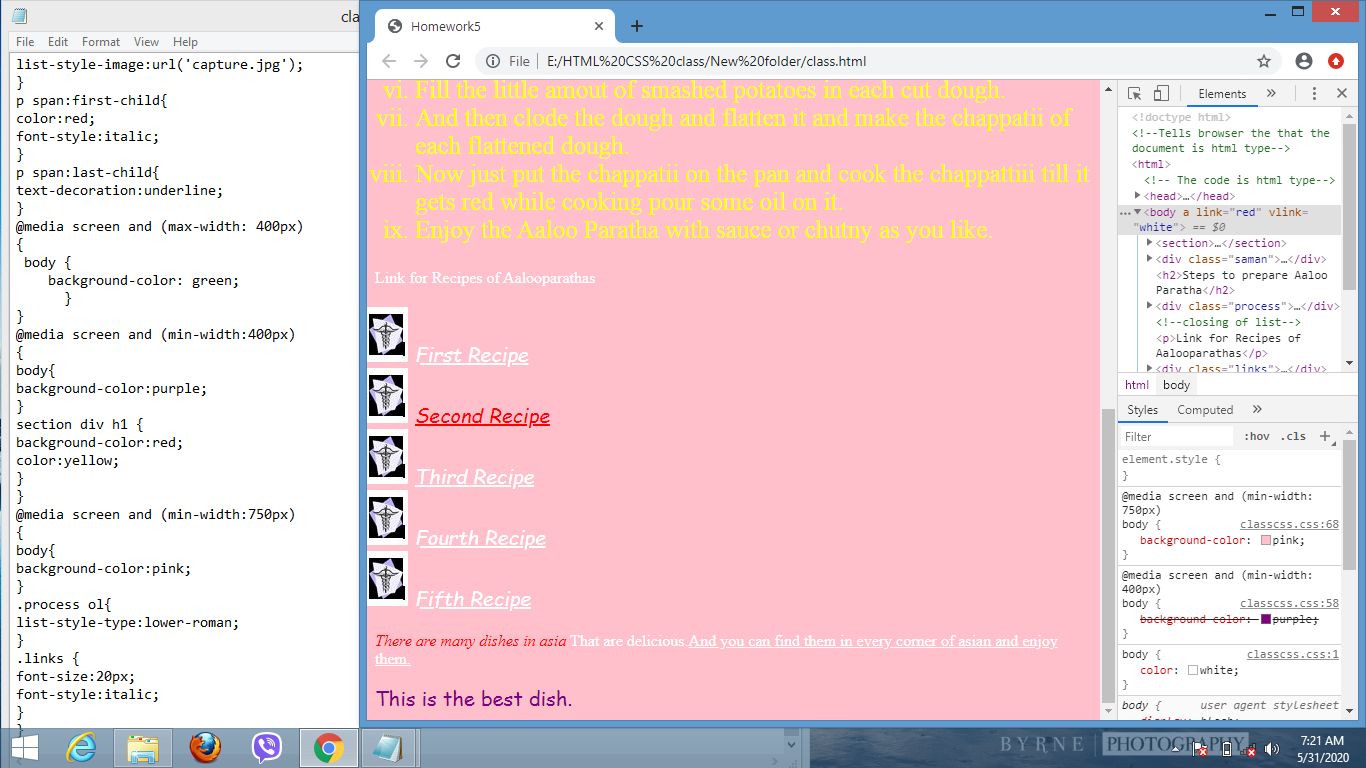 cla
File Edit Format View Help
list-style-image:url('capture.jpg');
}
p span:first-child{
color:red;
font-style:italic;
}
p span:last-child{
text-decoration:underline;
}
@media screen and (max-width: 400px)
{
body {
background-color: green;
}
}
@media screen and (min-width:400px)
{
body{
background-color:purple;
}
section div h1 {
background-color:red;
color:yellow;
}
}
@media screen and (min-width:750px)
{
body{
background-color:pink;
}
.process ol{
list-style-type:lower-roman;
}
.links {
font-size:20px;
font-style:italic;
}
}
Homework5
File E:/HTML%20CSS%20class/New%20folder/class.html
vi. Fill the little amout of smashed potatoes in each cut dough.
vii. And then clode the dough and flatten it and make the chappatii of
each flattened dough.
viii. Now just put the chappatii on the pan and cook the chappattiii till it
gets red while cooking pour some oil on it.
ix. Enjoy the Aaloo Paratha with sauce or chutny as you like.
Link for Recipes of Aalooparathas
First Recipe
Second Recipe
Third Recipe
Fourth Recipe
Fifth Recipe
There are many dishes in asia That are delicious And you can find them in every corner of asian and enjoy
them.
This is the best dish.
Elements »
<!doctype html>
<!--Tells browser the that the
document is html type-->
<html>
<!-- The code is html type-->
<head>…</head>
<body a link="red" vlink=
"white"> == $0
<section>…</section>
<div class="saman">…</div>
<h2>Steps to prepare Aaloo
Paratha</h2>
<div class="process">…</div>
<!--closing of list-->
<p>Link for Recipes of
Aalooparathas</p>
<div class="links">…</div>
html body
Styles Computed »
Filter :hov .cls +
element.style {
}
@media screen and (min-width:
750px)
body { classcss.css:68
background-color: pink;
}
@media screen and (min-width:
400px)
body { classcss.css:58
background-color: purple;
}
body { classcss.css:1
color: white;
}
body { user agent stylesheet
display: block;
BYRNE | PHOTOGRAPHY
7:21 AM
5/31/2020